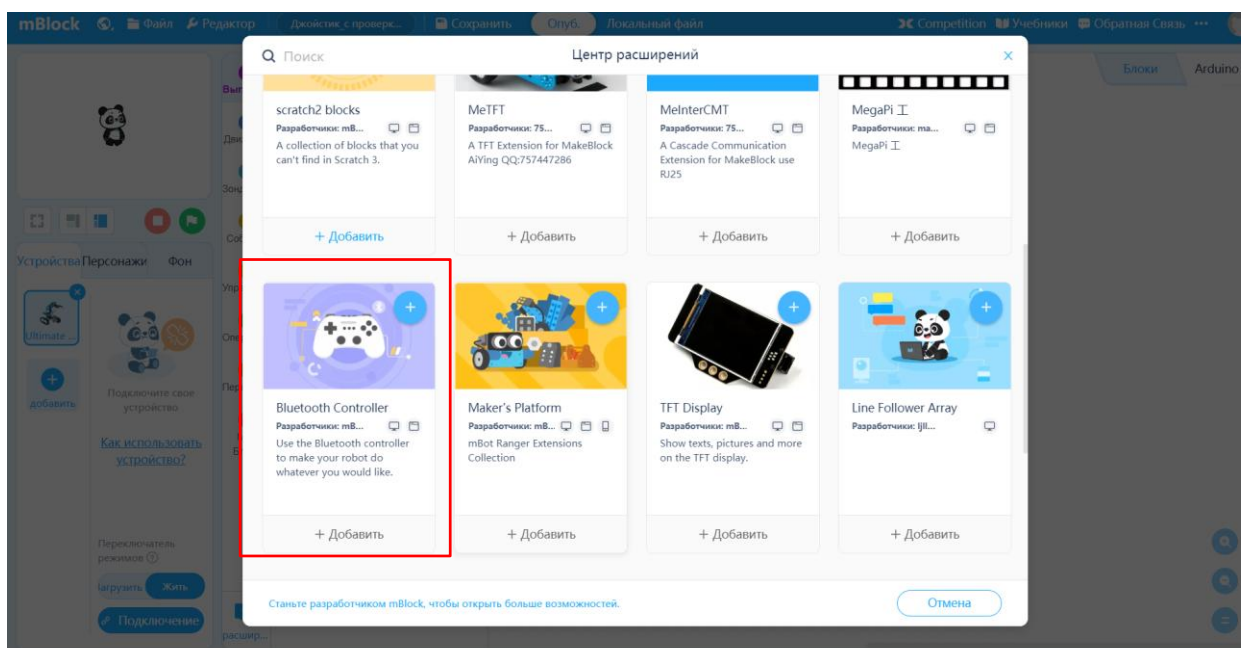 mBlock Файл Редактор Джойстик_с проверк... Сохранить Опуб. Локальный файл Competition Учебники Обратная Связь ...
Поиск Центр расширений X
Блоки Arduino
scratch2 blocks
Разработчики: mB...
A collection of blocks that you
can't find in Scratch 3.
+ Добавить
MeTFT
Разработчики: 75...
A TFT Extension for MakeBlock
AiYing QQ:757447286
+ Добавить
MeInterCMT
Разработчики: 75...
A Cascade Communication
Extension for MakeBlock use
RJ25
+ Добавить
MegaPi 工
Разработчики: ma...
MegaPi 工
+ Добавить
Устройства Персонажи Фон
Ultimate ...
добавить
Подключите свое
устройство
Как использовать
устройство?
Переключатель
режимов
Жить
Подключение
расшир...
Bluetooth Controller
Разработчики: mB...
Use the Bluetooth controller
to make your robot do
whatever you would like.
+ Добавить
Maker's Platform
Разработчики: mB...
mBot Ranger Extensions
Collection
+ Добавить
TFT Display
Разработчики: mB...
Show texts, pictures and more
on the TFT display.
+ Добавить
Line Follower Array
Разработчики: ljll...
+ Добавить
Станьте разработчиком mBlock, чтобы открыть больше возможностей.
Отмена